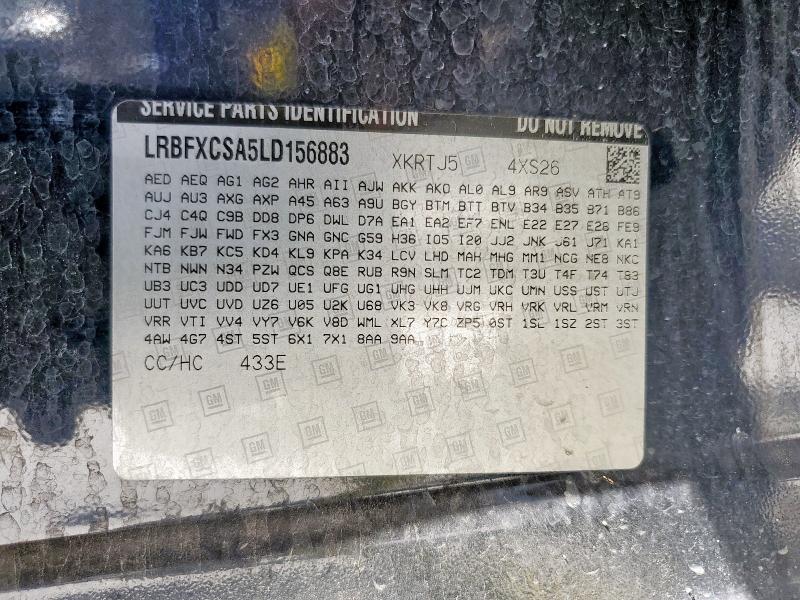 SERVICE PARTS IDENTIFICATION DO NOT REMOVE
LRBFXCSA5LD156883 XKRTJ5 4XS26
AED AEQ AG1 AG2 AHR AII AJW AKK AKO AL0 AL9 AR9 ASV ATH AT9
AUJ AU3 AXG AXP A45 A63 A9U BGY BTM BTT BTV B34 B35 B71 B86
CJ4 C4Q C9B DD8 DP6 DWL D7A EA1 EA2 EF7 ENL E22 E27 E28 FE9
FJM FJW FWD FX3 GNA GNC G59 H36 IO5 I20 JJ2 JNK J61 J71 KA1
KA6 KB7 KC5 KD4 KL9 KPA K34 LCV LHD MAH MHG MM1 NCG NE8 NKC
NTB NWN N34 PZW QCS Q8E RUB R9N SLM TC2 TDM T3U T4F T74 T83
UB3 UC3 UDD UD7 UE1 UFG UG1 UHG UHH UJM UKC UMN USS UST UTJ
UUT UVC UVD UZ6 U05 U2K U68 VK3 VK8 VRG VRH VRK VRL VRM VRN
VRR VTI VV4 VY7 V6K V8D WML XL7 Y7C ZP5 0ST 1SL 1SZ 2ST 3ST
4AW 4G7 4ST 5ST 6X1 7X1 8AA 9AA
CC/HC 433E